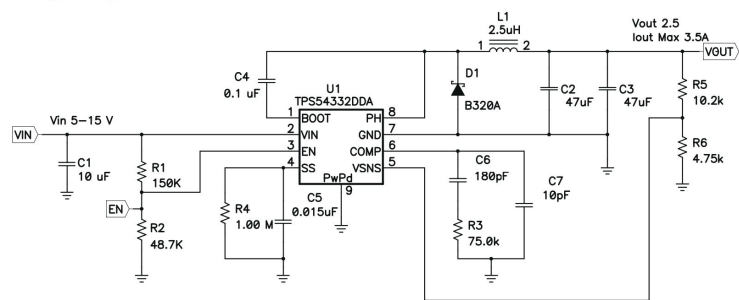 L1
2.5uH
1 2
Vout 2.5
Iout Max 3.5A
VOUT
C4
0.1 uF
U1
TPS54332DDA
D1
B320A
C2
47uF
C3
47uF
R5
10.2k
1 BOOT PH 8
Vin 5-15 V
VIN
2 VIN GND 7
3 EN COMP 6
4 SS VSNS 5
PwPd
9
C1
10 uF
R1
150K
R6
4.75k
C6
180pF
C7
10pF
EN
R2
48.7K
R4
1.00 M
C5
0.015uF
R3
75.0k